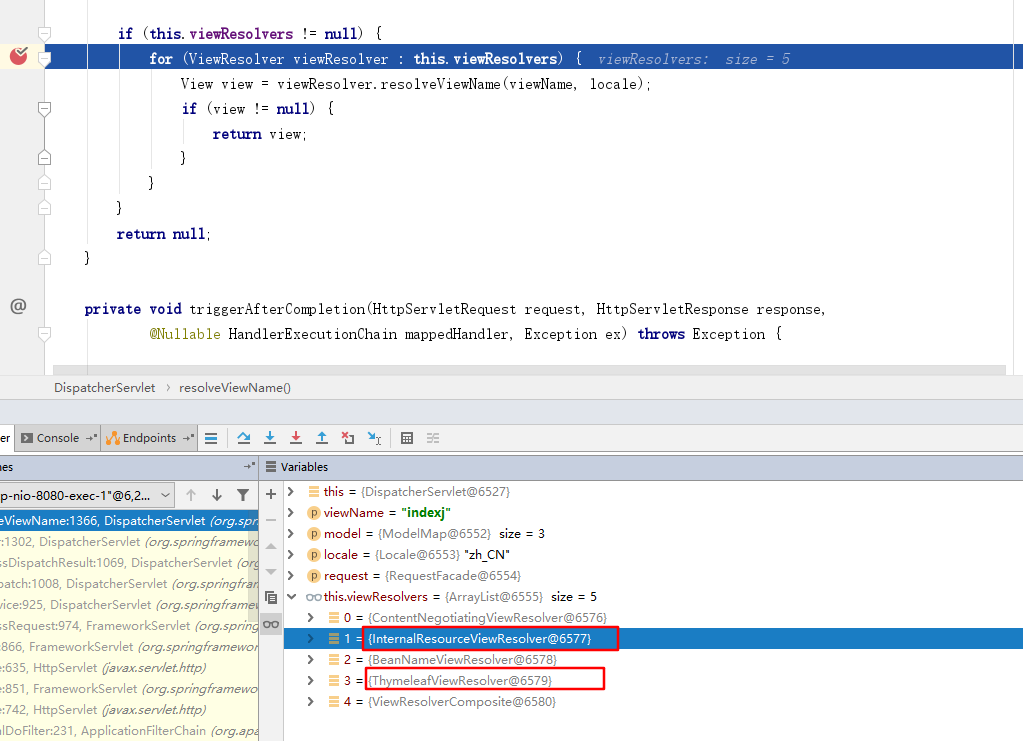 if (this.viewResolvers != null) {
for (ViewResolver viewResolver : this.viewResolvers) { viewResolvers: size = 5
View view = viewResolver.resolveViewName(viewName, locale);
if (view != null) {
return view;
}
}
}
return null;
}
@
private void triggerAfterCompletion(HttpServletRequest request, HttpServletResponse response,
@Nullable HandlerExecutionChain mappedHandler, Exception ex) throws Exception {
DispatcherServlet › resolveViewName()
er Console Endpoints
nes Variables
p-nio-8080-exec-1"@6,2...
eViewName:1366, DispatcherServlet (org.spr
r:1302, DispatcherServlet (org.springframewo
ssDispatchResult:1069, DispatcherServlet (org
patch:1008, DispatcherServlet (org.springfran
vice:925, DispatcherServlet (org.springframew
ssRequest:974, FrameworkServlet (org.spring
:866, FrameworkServlet (org.springframewor
e:635, HttpServlet (javax.servlet.http)
e:851, FrameworkServlet (org.springframewo
e:742, HttpServlet (javax.servlet.http)
alDoFilter:231, ApplicationFilterChain (org.apa
this = {DispatcherServlet@6527}
p viewName = "indexj"
p model = {ModelMap@6552} size = 3
p locale = {Locale@6553} "zh_CN"
p request = {RequestFacade@6554}
this.viewResolvers = {ArrayList@6555} size = 5
0 = {ContentNegotiatingViewResolver@6576}
1 = {InternalResourceViewResolver@6577}
2 = {BeanNameViewResolver@6578}
3 = {ThymeleafViewResolver@6579}
4 = {ViewResolverComposite@6580}